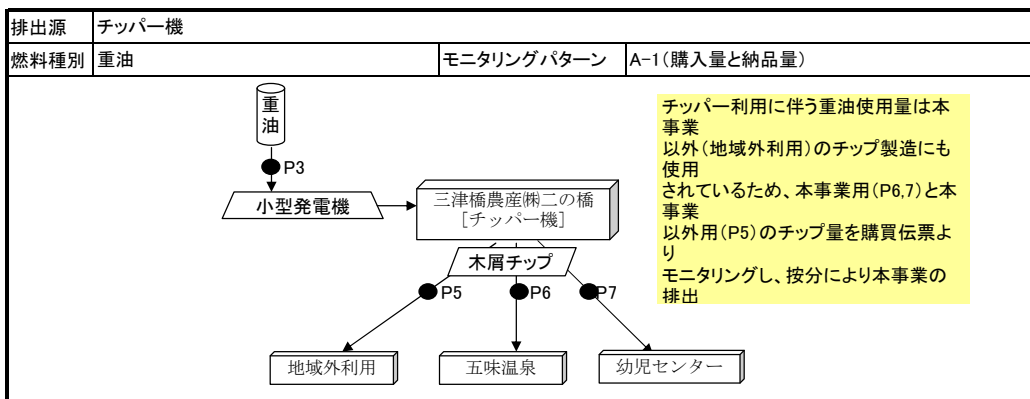 排出源 チッパー機
燃料種別 重油 モニタリングパターン A-1(購入量と納品量)
重
油
P3
小型発電機
三津橋農産㈱二の橋
[チッパー機]
木屑チップ
P5
P6
P7
地域外利用
五味温泉
幼児センター
チッパー利用に伴う重油使用量は本
事業
以外(地域外利用)のチップ製造にも
使用
されているため、本事業用(P6,7)と本
事業
以外用(P5)のチップ量を購買伝票よ
り
モニタリングし、按分により本事業の
排出